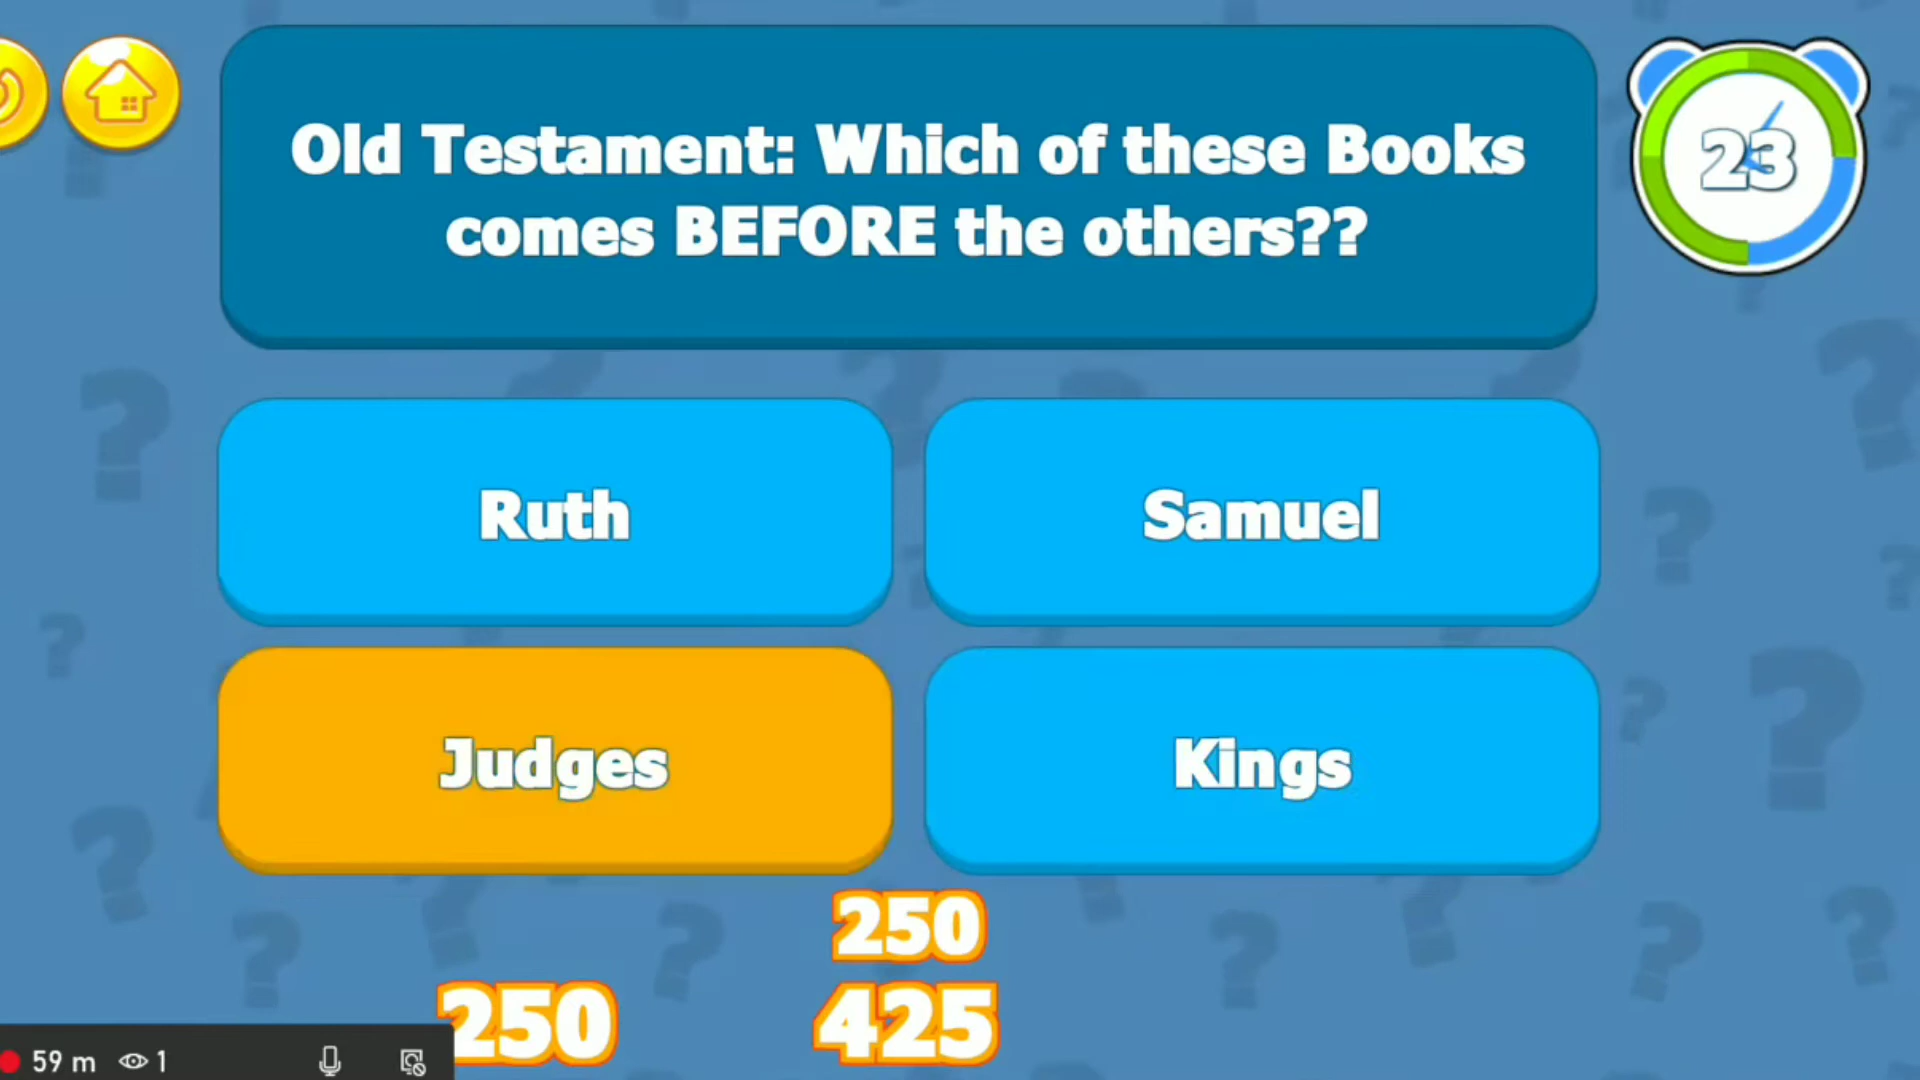 Old Testament: Which of these Books
comes BEFORE the others??
23
Ruth
Samuel
Judges
Kings
250
250
425
59 m
1